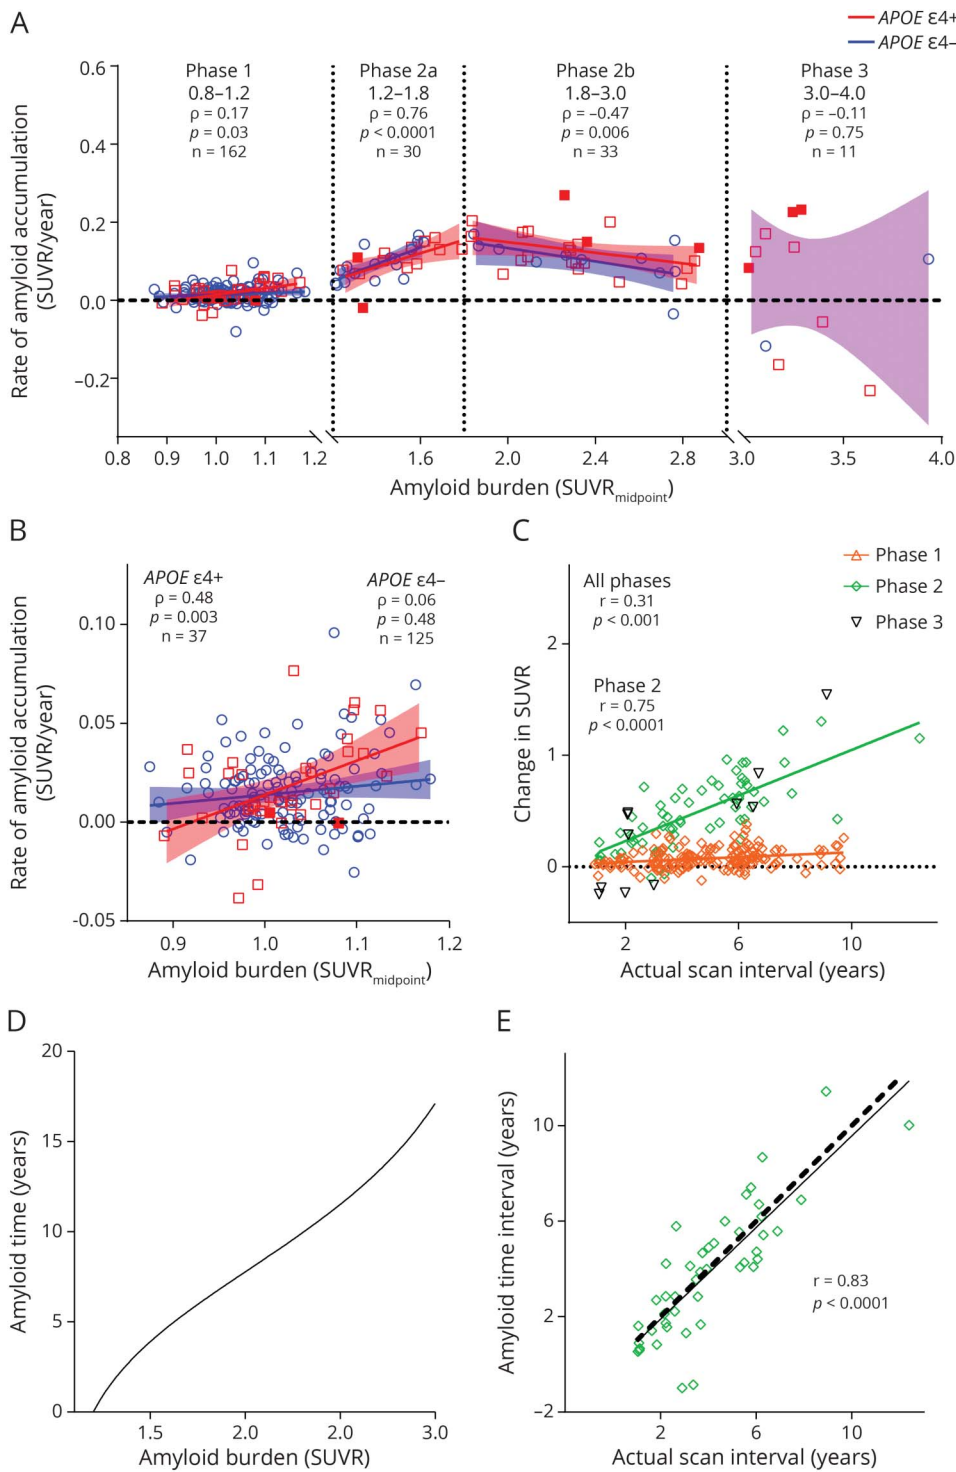 A
APOE ε4+
APOE ε4–
Phase 1
0.8–1.2
ρ = 0.17
p = 0.03
n = 162
Phase 2a
1.2–1.8
ρ = 0.76
p < 0.0001
n = 30
Phase 2b
1.8–3.0
ρ = –0.47
p = 0.006
n = 33
Phase 3
3.0–4.0
ρ = –0.11
p = 0.75
n = 11
0.6
0.4
0.2
0.0
–0.2
Rate of amyloid accumulation
(SUVR/year)
0.8 0.9 1.0 1.1 1.2 1.6 2.0 2.4 2.8 3.0 3.5 4.0
Amyloid burden (SUVRmidpoint)
B
APOE ε4+
ρ = 0.48
p = 0.003
n = 37
APOE ε4–
ρ = 0.06
p = 0.48
n = 125
0.10
0.05
0.00
-0.05
Rate of amyloid accumulation
(SUVR/year)
0.9 1.0 1.1 1.2
Amyloid burden (SUVRmidpoint)
C
Phase 1
Phase 2
Phase 3
All phases
r = 0.31
p < 0.001
Phase 2
r = 0.75
p < 0.0001
2
1
0
Change in SUVR
2 6 10
Actual scan interval (years)
D
20
15
10
5
0
Amyloid time (years)
1.5 2.0 2.0 3.0
Amyloid burden (SUVR)
E
10
6
2
–2
Amyloid time interval (years)
r = 0.83
p < 0.0001
2 6 10
Actual scan interval (years)